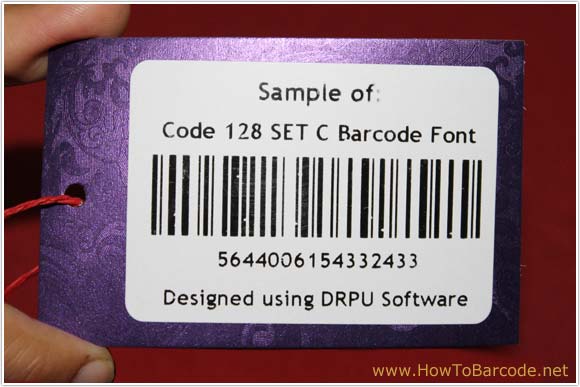 Sample of:
Code 128 SET C Barcode Font
5644006154332433
Designed using DRPU Software
www.HowToBarcode.net